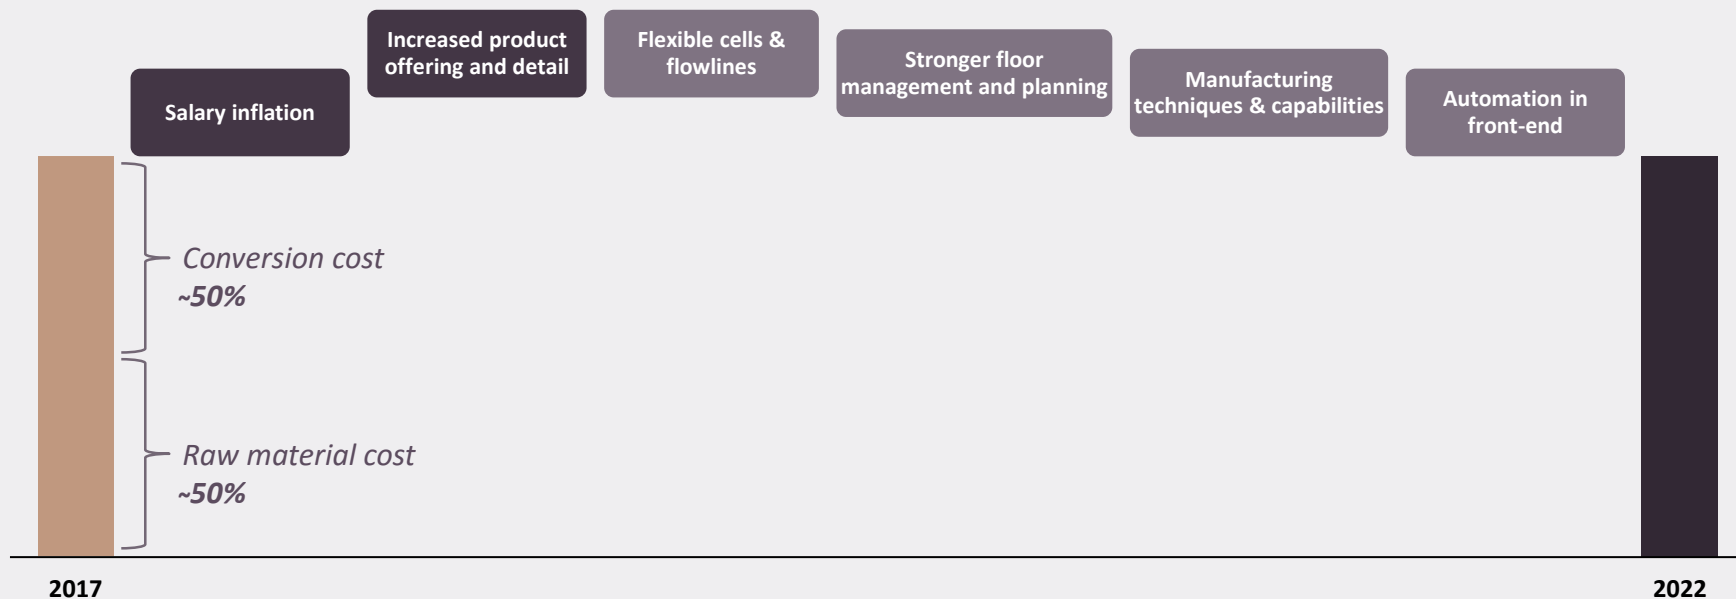 Salary inflation
Increased product
offering and detail
Flexible cells &
flowlines
Stronger floor
management and planning
Manufacturing
techniques & capabilities
Automation in
front-end
Conversion cost
~50%
Raw material cost
~50%
2017
2022